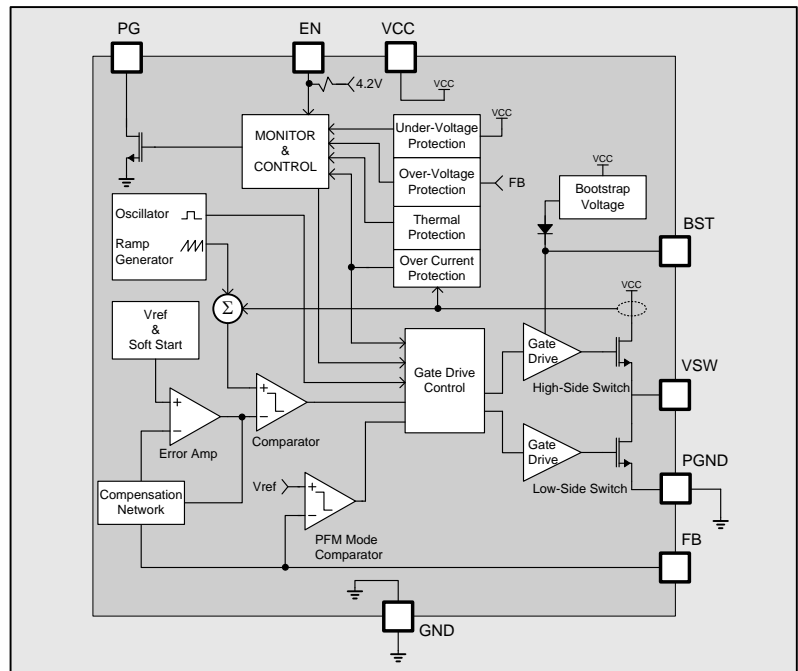 PG
EN
VCC
4.2V
VCC
MONITOR
&
CONTROL
Under-Voltage
Protection
VCC
Over-Voltage
Protection
FB
Thermal
Protection
Over Current
Protection
VCC
Bootstrap
Voltage
BST
Oscillator
Ramp
Generator
Σ
VCC
Vref
&
Soft Start
Gate Drive
Control
Gate
Drive
High-Side Switch
VSW
+
−
Error Amp
+
−
Comparator
Gate
Drive
Low-Side Switch
PGND
Compensation
Network
Vref
+
−
PFM Mode
Comparator
FB
GND